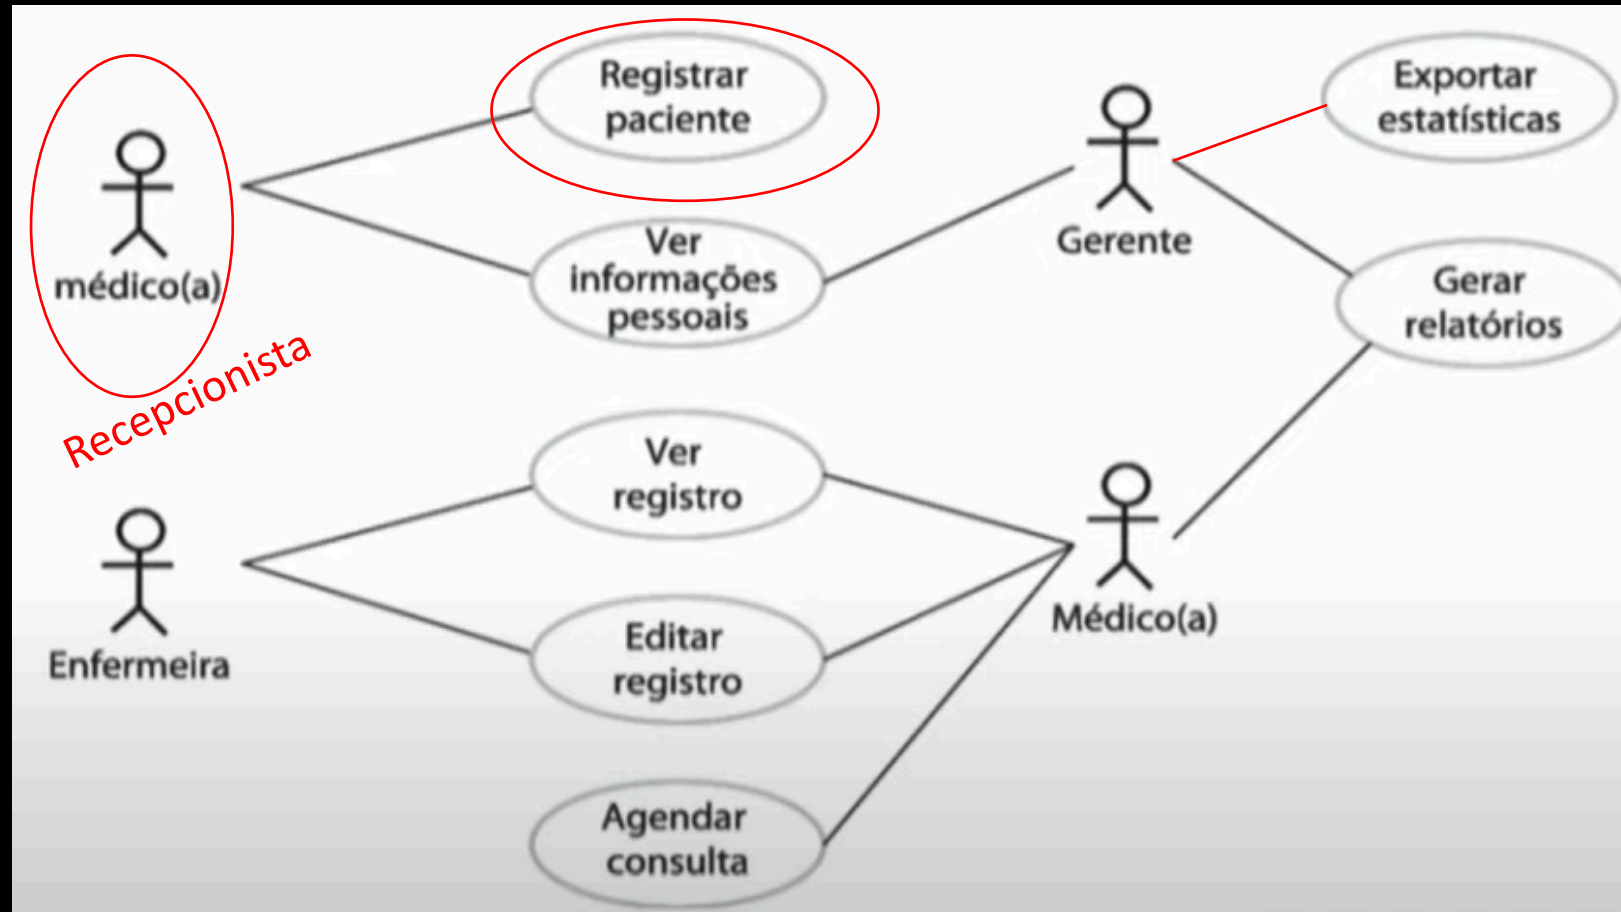 Registrar
paciente
Exportar
estatísticas
médico(a)
Recepcionista
Ver
informações
pessoais
Gerente
Gerar
relatórios
Ver
registro
Enfermeira
Editar
registro
Médico(a)
Agendar
consulta